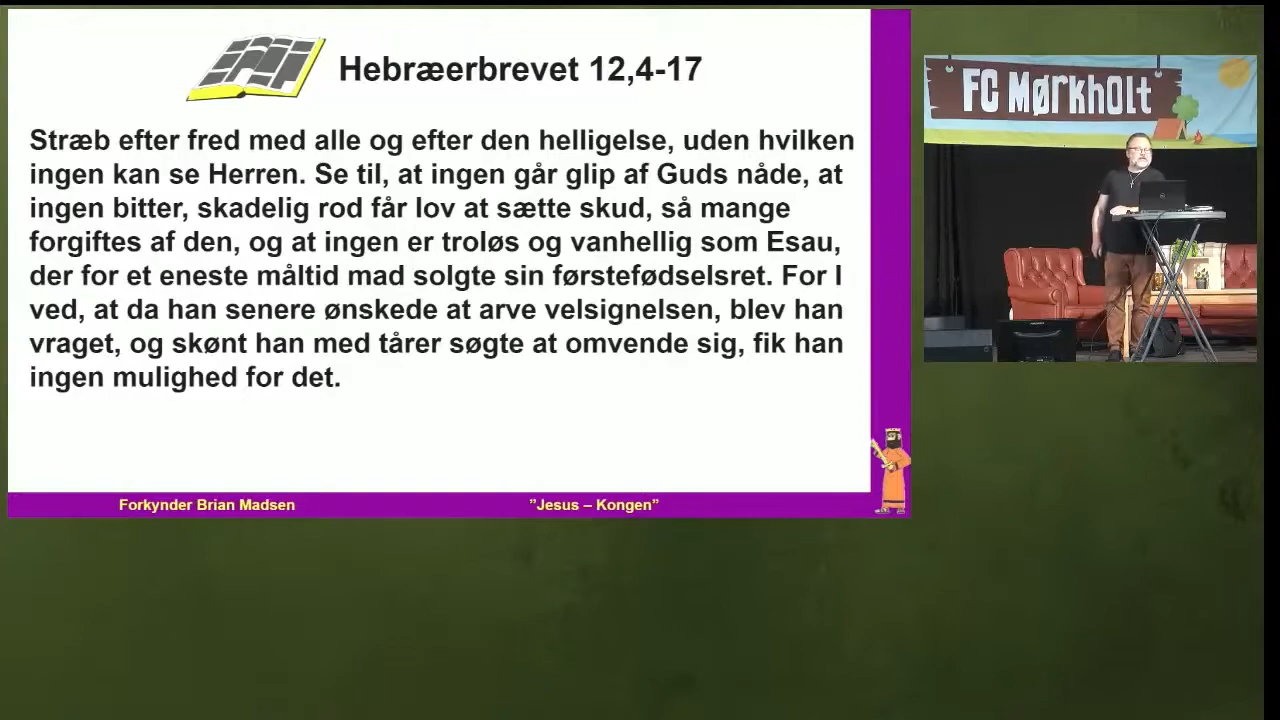 Hebræerbrevet 12,4-17
Stræb efter fred med alle og efter den helligelse, uden hvilken
ingen kan se Herren. Se til, at ingen går glip af Guds nåde, at
ingen bitter, skadelig rod får lov at sætte skud, så mange
forgiftes af den, og at ingen er troløs og vanhellig som Esau,
der for et eneste måltid mad solgte sin førstefødselsret. For I
ved, at da han senere ønskede at arve velsignelsen, blev han
vraget, og skønt han med tårer søgte at omvende sig, fik han
ingen mulighed for det.
Forkynder Brian Madsen
”Jesus – Kongen”
FC Mørkholt